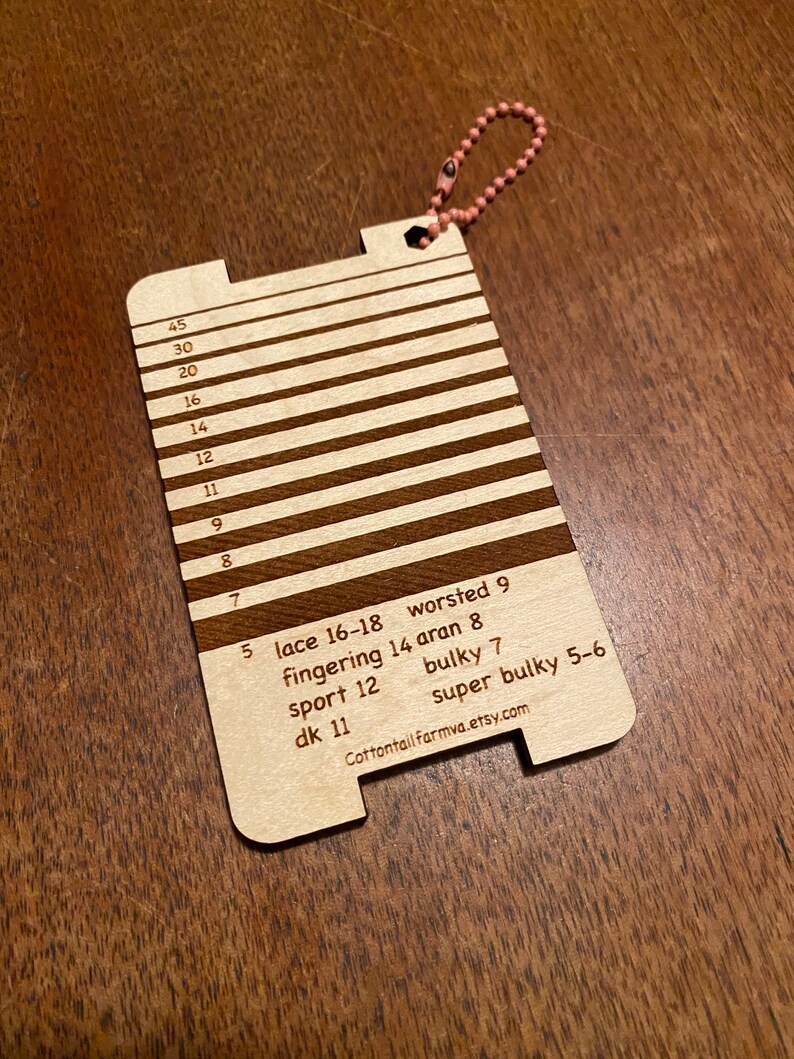 45
30
20
16
14
12
11
9
8
7
5
lace 16-18 worsted 9
fingering 14 aran 8
sport 12 bulky 7
dk 11 super bulky 5-6
Cottontailfarmva.etsy.com